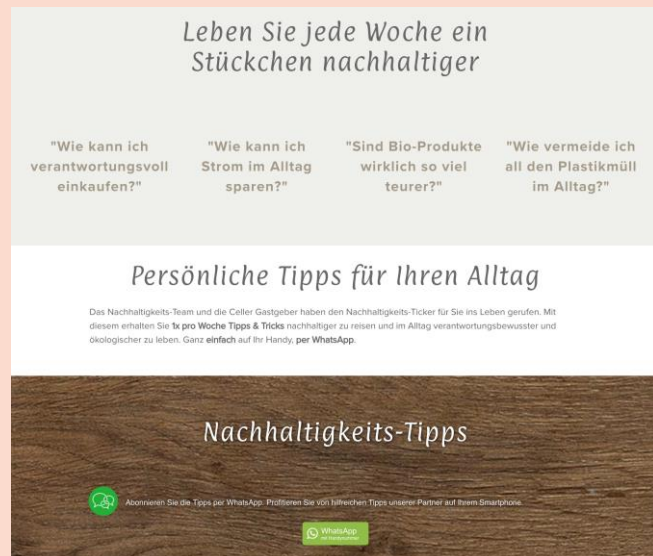 Leben Sie jede Woche ein
Stückchen nachhaltiger
"Wie kann ich
verantwortungsvoll
einkaufen?"
"Wie kann ich
Strom im Alltag
sparen?"
"Sind Bio-Produkte
wirklich so viel
teurer?"
"Wie vermeide ich
all den Plastikmüll
im Alltag?"
Persönliche Tipps für Ihren Alltag
Das Nachhaltigkeits-Team und die Celler Gastgeber haben den Nachhaltigkeits-Ticker für Sie ins Leben gerufen. Mit
diesem erhalten Sie 1x pro Woche Tipps & Tricks nachhaltiger zu reisen und im Alltag verantwortungsbewusster und
ökologischer zu leben. Ganz einfach auf Ihr Handy, per WhatsApp.
Nachhaltigkeits-Tipps
Abonnieren Sie die Tipps per WhatsApp. Profitieren Sie von hilfreichen Tipps unserer Partner auf Ihrem Smartphone.
WhatsApp
mit Handynummer